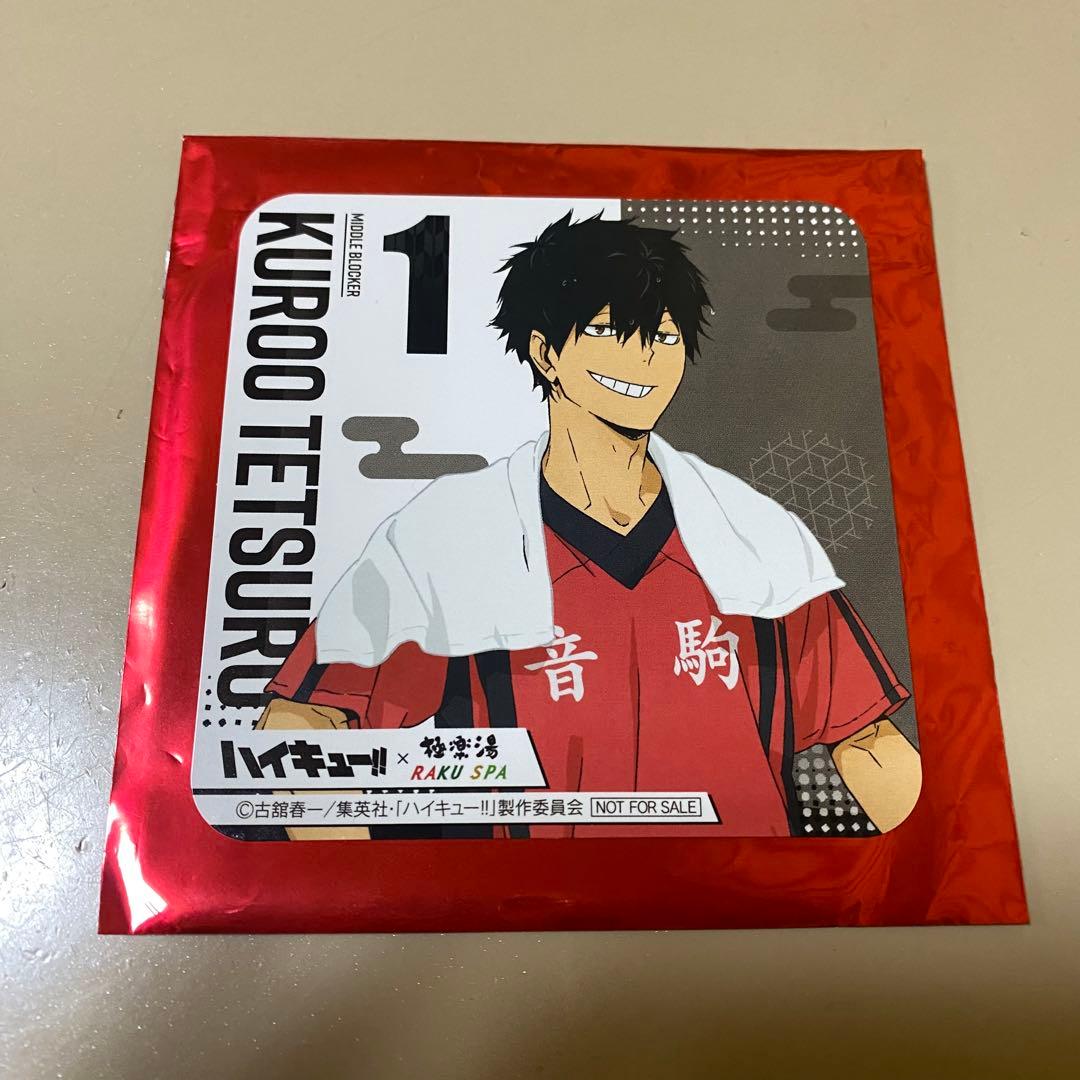 MIDDLE BLOCKER
KUROO TETSURO
1
音駒
ハイキュー!! × 極楽湯
RAKU SPA
©古舘春一/集英社・「ハイキュー!!」製作委員会 NOT FOR SALE